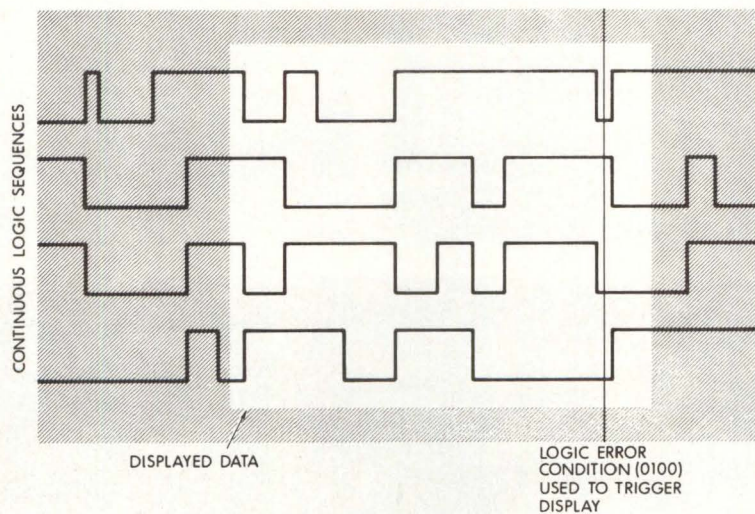 CONTINUOUS LOGIC SEQUENCES
DISPLAYED DATA
LOGIC ERROR
CONDITION (0100)
USED TO TRIGGER
DISPLAY